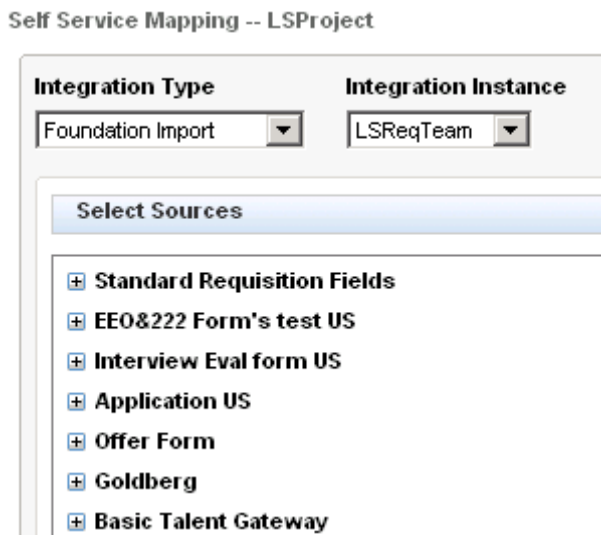 Self Service Mapping -- LSProject
Integration Type Integration Instance
Foundation Import LSReqTeam
Select Sources
Standard Requisition Fields
EEO&222 Form's test US
Interview Eval form US
Application US
Offer Form
Goldberg
Basic Talent Gateway